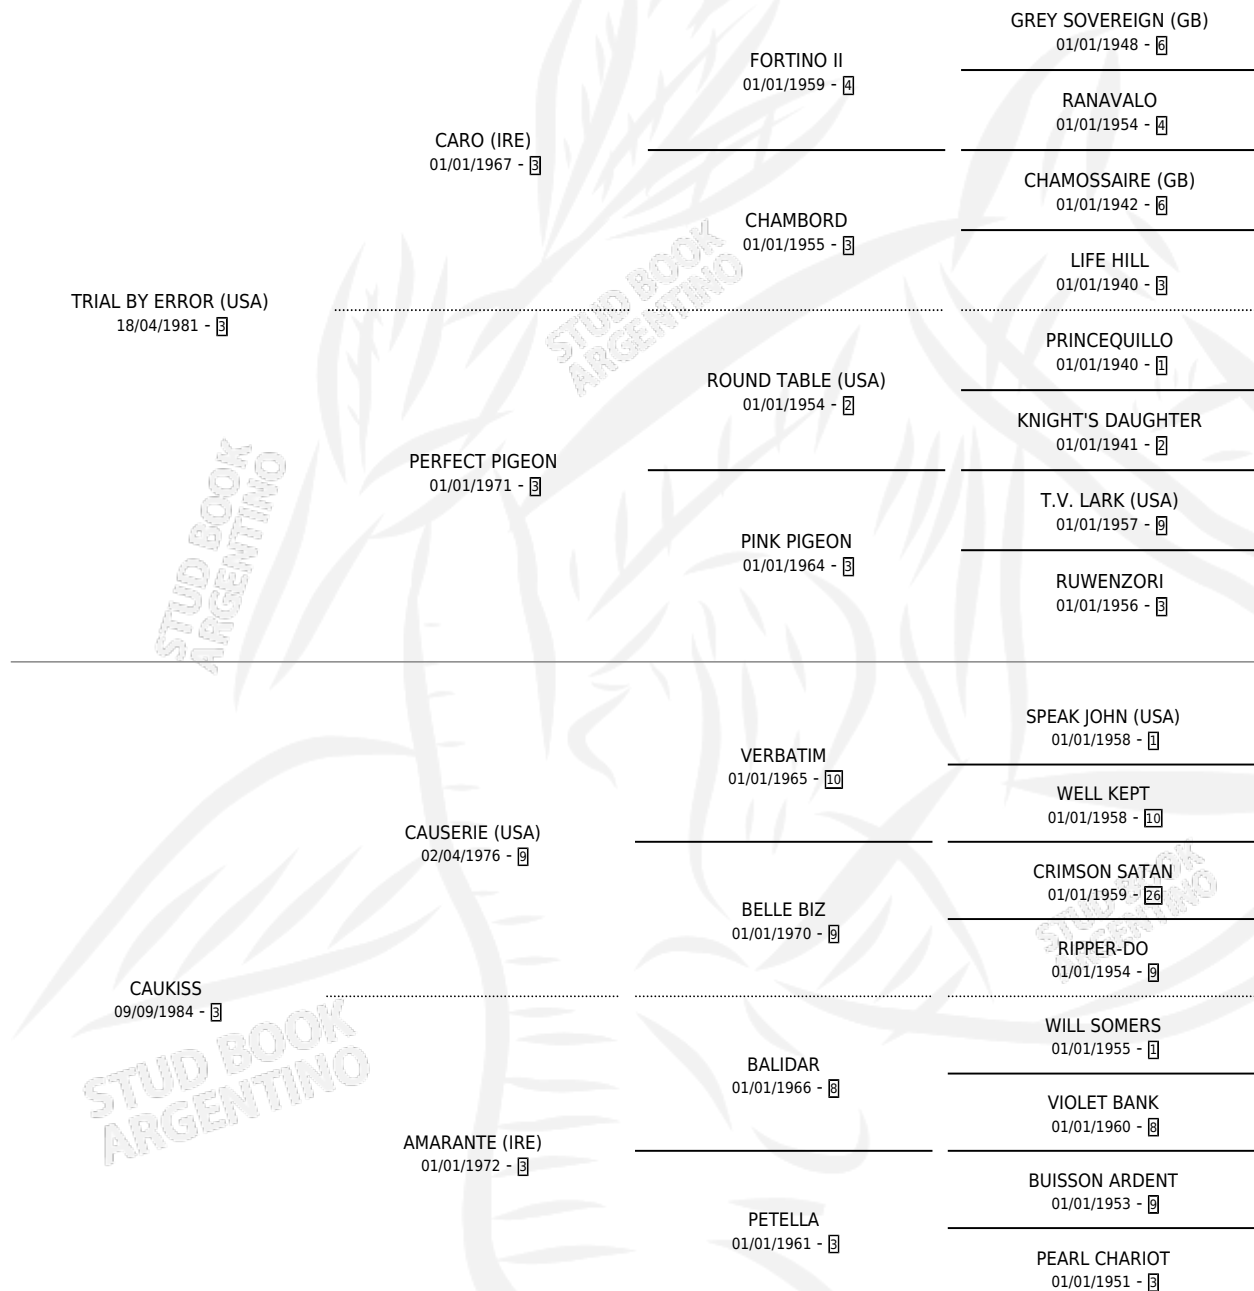 GREY SOVEREIGN (GB)
01/01/1948 - 6
FORTINO II
01/01/1959 - 4
RANAVALO
01/01/1954 - 4
CARO (IRE)
01/01/1967 - 3
CHAMOSSAIRE (GB)
01/01/1942 - 6
CHAMBORD
01/01/1955 - 3
LIFE HILL
01/01/1940 - 3
TRIAL BY ERROR (USA)
18/04/1981 - 3
PRINCEQUILLO
01/01/1940 - 1
ROUND TABLE (USA)
01/01/1954 - 2
KNIGHT'S DAUGHTER
01/01/1941 - 2
PERFECT PIGEON
01/01/1971 - 3
T.V. LARK (USA)
01/01/1957 - 9
PINK PIGEON
01/01/1964 - 3
RUWENZORI
01/01/1956 - 3
SPEAK JOHN (USA)
01/01/1958 - 1
VERBATIM
01/01/1965 - 10
WELL KEPT
01/01/1958 - 10
CAUSERIE (USA)
02/04/1976 - 9
CRIMSON SATAN
01/01/1959 - 26
BELLE BIZ
01/01/1970 - 9
RIPPER-DO
01/01/1954 - 9
CAUKISS
09/09/1984 - 3
WILL SOMERS
01/01/1955 - 1
BALIDAR
01/01/1966 - 8
VIOLET BANK
01/01/1960 - 8
AMARANTE (IRE)
01/01/1972 - 3
BUISSON ARDENT
01/01/1953 - 9
PETELLA
01/01/1961 - 3
PEARL CHARIOT
01/01/1951 - 3
STUD BOOK
ARGENTINO
STUD BOOK
ARGENTINO
STUD BOOK
ARGENTINO
STUD BOOK
ARGENTINO